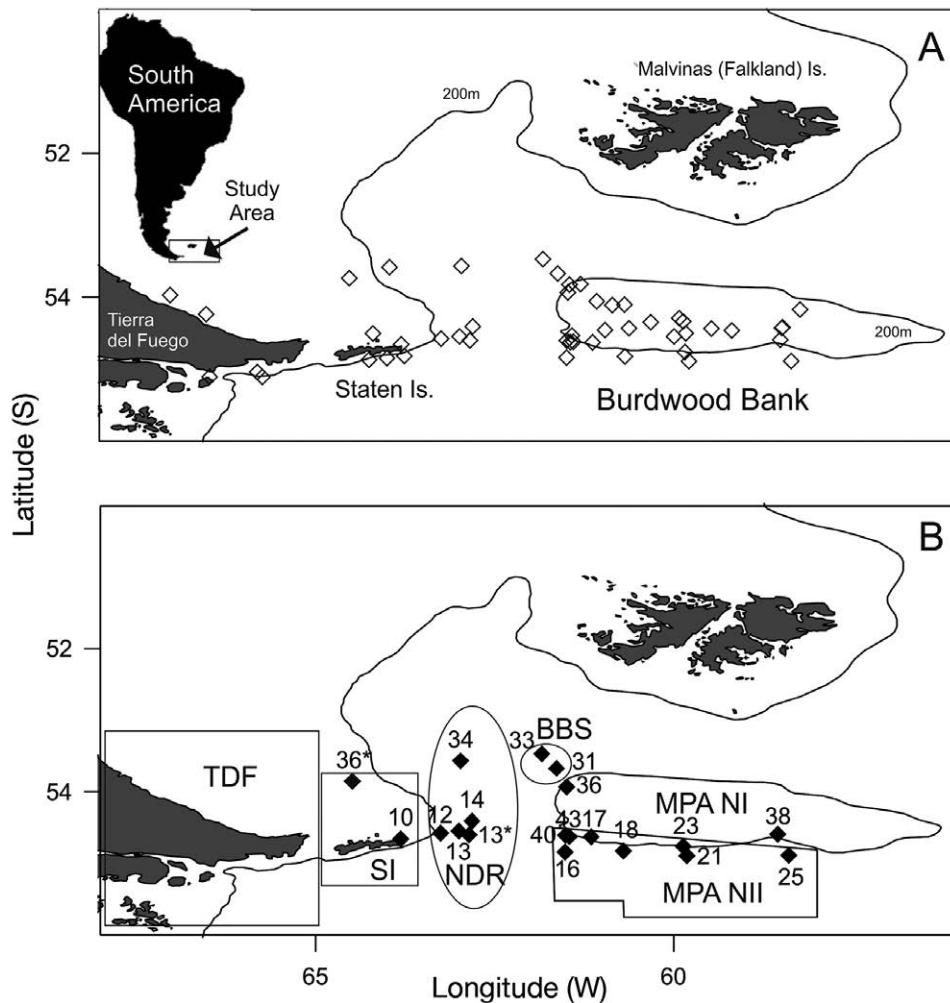 A
South
America
Study
Area
200m
Malvinas (Falkland) Is.
52
54
Tierra
del Fuego
Staten Is.
Burdwood Bank
200m
Latitude (S)
B
52
54
TDF
36*
10
SI
34
12
14
13
13*
NDR
BBS
33
31
36
MPA NI
43
17
40
16
18
23
21
38
25
MPA NII
65
60
Longitude (W)